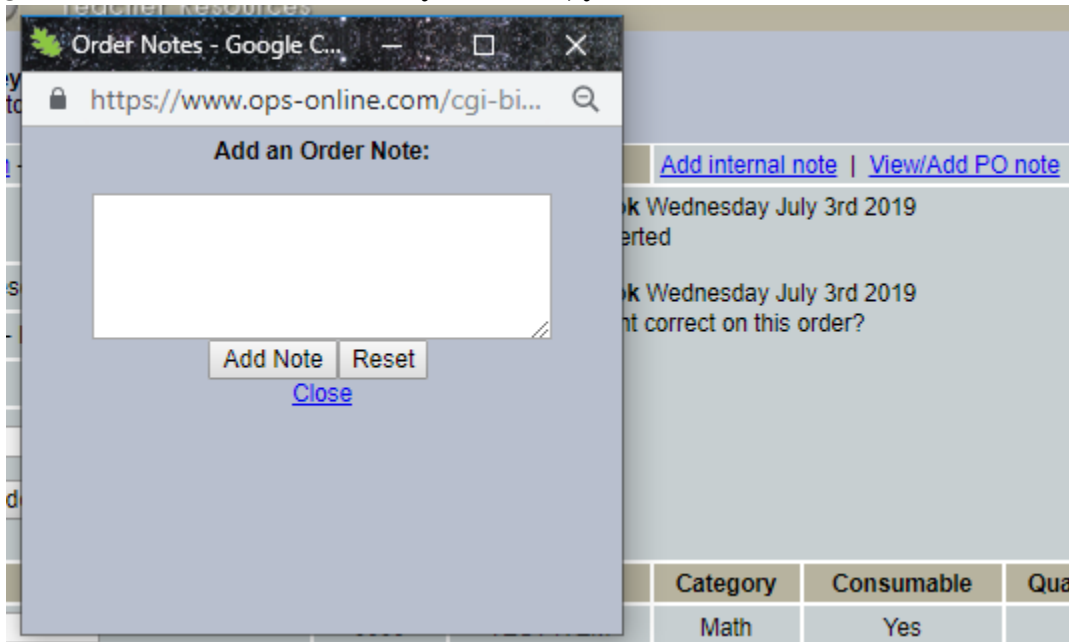 Teacher Resources
Order Notes - Google C...
https://www.ops-online.com/cgi-bi...
Add an Order Note:
Add Note
Reset
Close
Add internal note | View/Add PO note
Wednesday July 3rd 2019
Wednesday July 3rd 2019
correct on this order?
Category
Consumable
Math
Yes